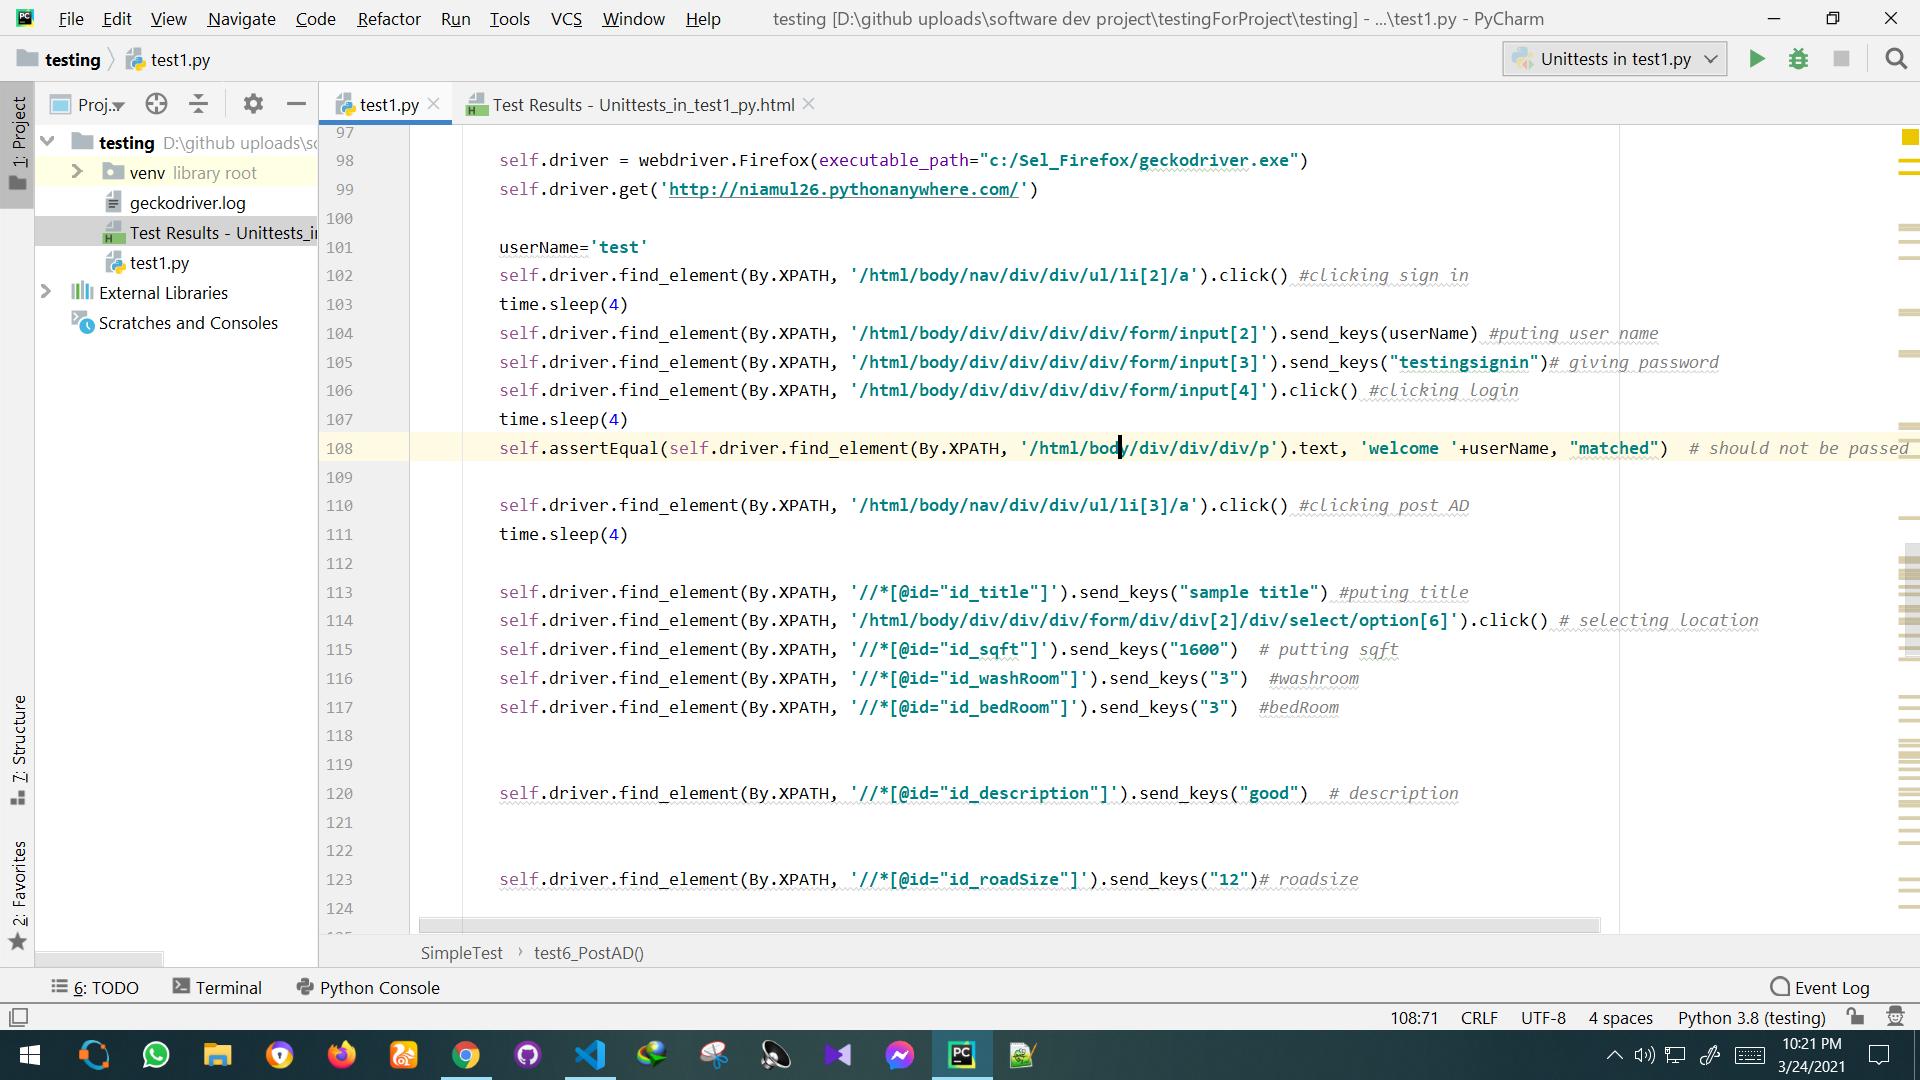 File Edit View Navigate Code Refactor Run Tools VCS Window Help testing [D:\github uploads\software dev project\testingForProject\testing] - ...\test1.py - PyCharm
testing test1.py Unittests in test1.py
Proj.. test1.py Test Results - Unittests_in_test1_py.html
1: Project
testing D:\github uploads\so
venv library root
geckodriver.log
Test Results - Unittests_i
test1.py
External Libraries
Scratches and Consoles
7: Structure
2: Favorites
97
98 self.driver = webdriver.Firefox(executable_path="c:/Sel_Firefox/geckodriver.exe")
99 self.driver.get('http://niamul26.pythonanywhere.com/')
100
101 userName='test'
102 self.driver.find_element(By.XPATH, '/html/body/nav/div/div/ul/li[2]/a').click() #clicking sign in
103 time.sleep(4)
104 self.driver.find_element(By.XPATH, '/html/body/div/div/div/div/form/input[2]').send_keys(userName) #puting user name
105 self.driver.find_element(By.XPATH, '/html/body/div/div/div/div/form/input[3]').send_keys("testingsignin")# giving password
106 self.driver.find_element(By.XPATH, '/html/body/div/div/div/div/form/input[4]').click() #clicking login
107 time.sleep(4)
108 self.assertEqual(self.driver.find_element(By.XPATH, '/html/body/div/div/div/p').text, 'welcome '+userName, "matched") # should not be passed
109
110 self.driver.find_element(By.XPATH, '/html/body/nav/div/div/ul/li[3]/a').click() #clicking post AD
111 time.sleep(4)
112
113 self.driver.find_element(By.XPATH, '//*[@id="id_title"]').send_keys("sample title") #puting title
114 self.driver.find_element(By.XPATH, '/html/body/div/div/div/form/div/div[2]/div/select/option[6]').click() # selecting location
115 self.driver.find_element(By.XPATH, '//*[@id="id_sqft"]').send_keys("1600") # putting sqft
116 self.driver.find_element(By.XPATH, '//*[@id="id_washRoom"]').send_keys("3") #washroom
117 self.driver.find_element(By.XPATH, '//*[@id="id_bedRoom"]').send_keys("3") #bedRoom
118
119
120 self.driver.find_element(By.XPATH, '//*[@id="id_description"]').send_keys("good") # description
121
122
123 self.driver.find_element(By.XPATH, '//*[@id="id_roadSize"]').send_keys("12")# roadsize
124
SimpleTest › test6_PostAD()
6: TODO Terminal Python Console Event Log
108:71 CRLF UTF-8 4 spaces Python 3.8 (testing)
10:21 PM
3/24/2021